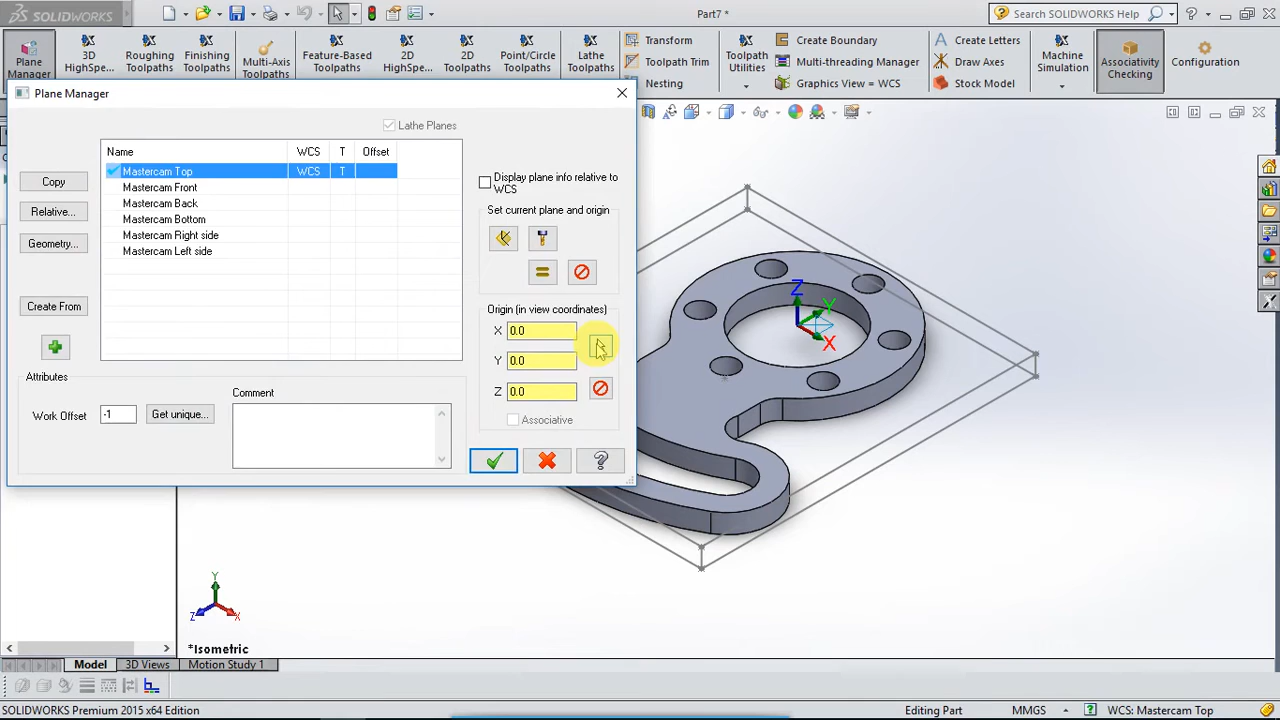 SOLIDWORKS
Part7 *
Search SOLIDWORKS Help
Plane Manager
3D HighSpe...
Roughing Toolpaths
Finishing Toolpaths
Multi-Axis Toolpaths
Feature-Based Toolpaths
2D HighSpe...
2D Toolpaths
Point/Circle Toolpaths
Lathe Toolpaths
Transform
Toolpath Trim
Nesting
Toolpath Utilities
Create Boundary
Multi-threading Manager
Graphics View = WCS
Create Letters
Draw Axes
Stock Model
Machine Simulation
Associativity Checking
Configuration
Plane Manager
Lathe Planes
Name WCS T Offset
Mastercam Top WCS T
Mastercam Front
Mastercam Back
Mastercam Bottom
Mastercam Right side
Mastercam Left side
Copy
Relative...
Geometry...
Create From
Display plane info relative to
WCS
Set current plane and origin
Origin (in view coordinates)
X 0.0
Y 0.0
Z 0.0
Associative
Attributes
Work Offset -1 Get unique...
Comment
Z
Y
X
Y
Z X
*Isometric
Model 3D Views Motion Study 1
SOLIDWORKS Premium 2015 x64 Edition
Editing Part MMGS WCS: Mastercam Top